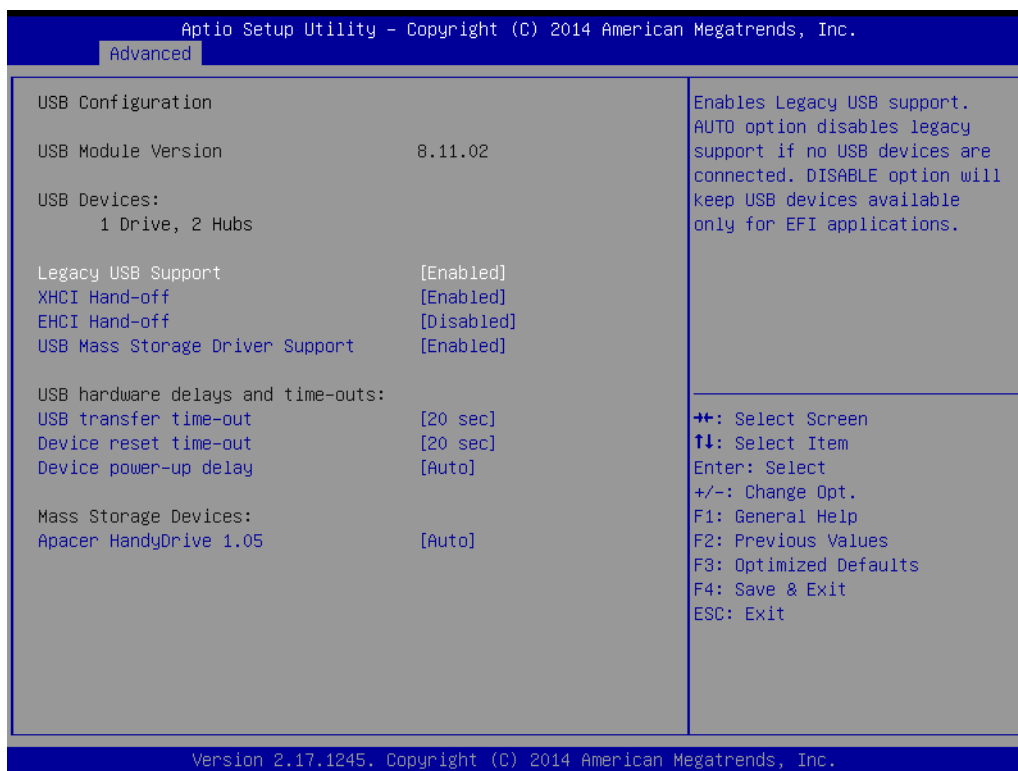 Aptio Setup Utility – Copyright (C) 2014 American Megatrends, Inc.
Advanced
USB Configuration
USB Module Version 8.11.02
USB Devices:
1 Drive, 2 Hubs
Legacy USB Support [Enabled]
XHCI Hand-off [Enabled]
EHCI Hand-off [Disabled]
USB Mass Storage Driver Support [Enabled]
USB hardware delays and time-outs:
USB transfer time-out [20 sec]
Device reset time-out [20 sec]
Device power-up delay [Auto]
Mass Storage Devices:
Apacer HandyDrive 1.05 [Auto]
Enables Legacy USB support.
AUTO option disables legacy
support if no USB devices are
connected. DISABLE option will
keep USB devices available
only for EFI applications.
→←: Select Screen
↑↓: Select Item
Enter: Select
+/-: Change Opt.
F1: General Help
F2: Previous Values
F3: Optimized Defaults
F4: Save & Exit
ESC: Exit
Version 2.17.1245. Copyright (C) 2014 American Megatrends, Inc.